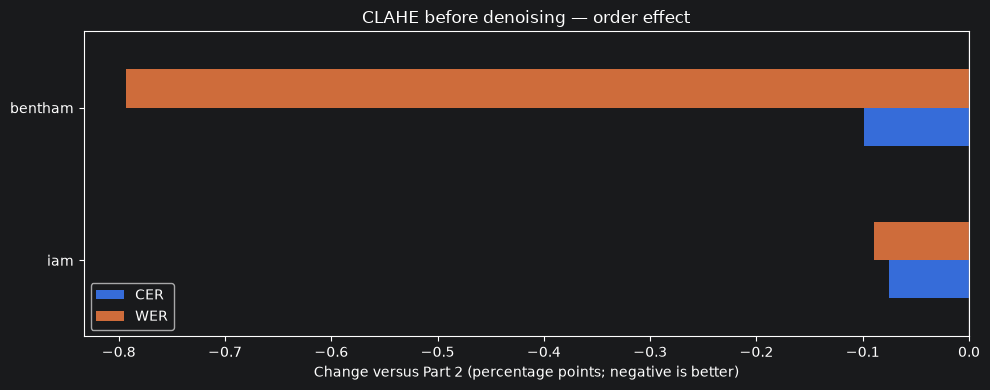 CLAHE before denoising — order effect
bentham
iam
CER
WER
−0.8 −0.7 −0.6 −0.5 −0.4 −0.3 −0.2 −0.1 0.0
Change versus Part 2 (percentage points; negative is better)